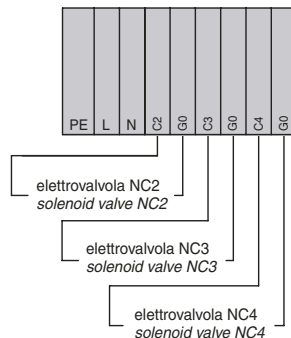 PE L N C2 G0 C3 G0 C4 G0
elettrovalvola NC2
solenoid valve NC2
elettrovalvola NC3
solenoid valve NC3
elettrovalvola NC4
solenoid valve NC4